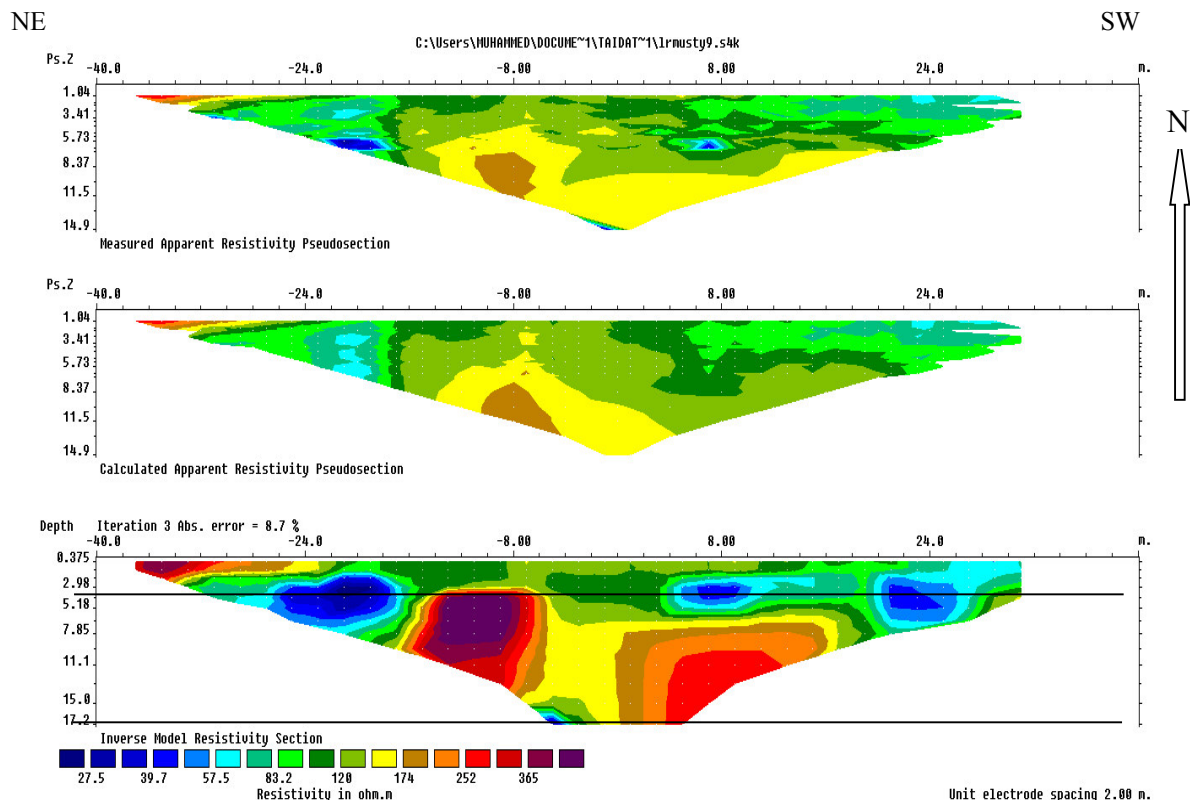 NE SW
C:\Users\MUHAMMED\DOCUME~1\TAIDAT~1\lrmusty9.s4k
Ps.Z
-40.0 -24.0 -8.00 8.00 24.0 m.
1.04
3.41
5.73
8.37
11.5
14.9
N
Measured Apparent Resistivity Pseudosection
Ps.Z
-40.0 -24.0 -8.00 8.00 24.0 m.
1.04
3.41
5.73
8.37
11.5
14.9
Calculated Apparent Resistivity Pseudosection
Depth Iteration 3 Abs. error = 8.7 %
-40.0 -24.0 -8.00 8.00 24.0 m.
0.375
2.98
5.18
7.85
11.1
15.0
17.2
Inverse Model Resistivity Section
27.5 39.7 57.5 83.2 120 174 252 365
Resistivity in ohm.m Unit electrode spacing 2.00 m.